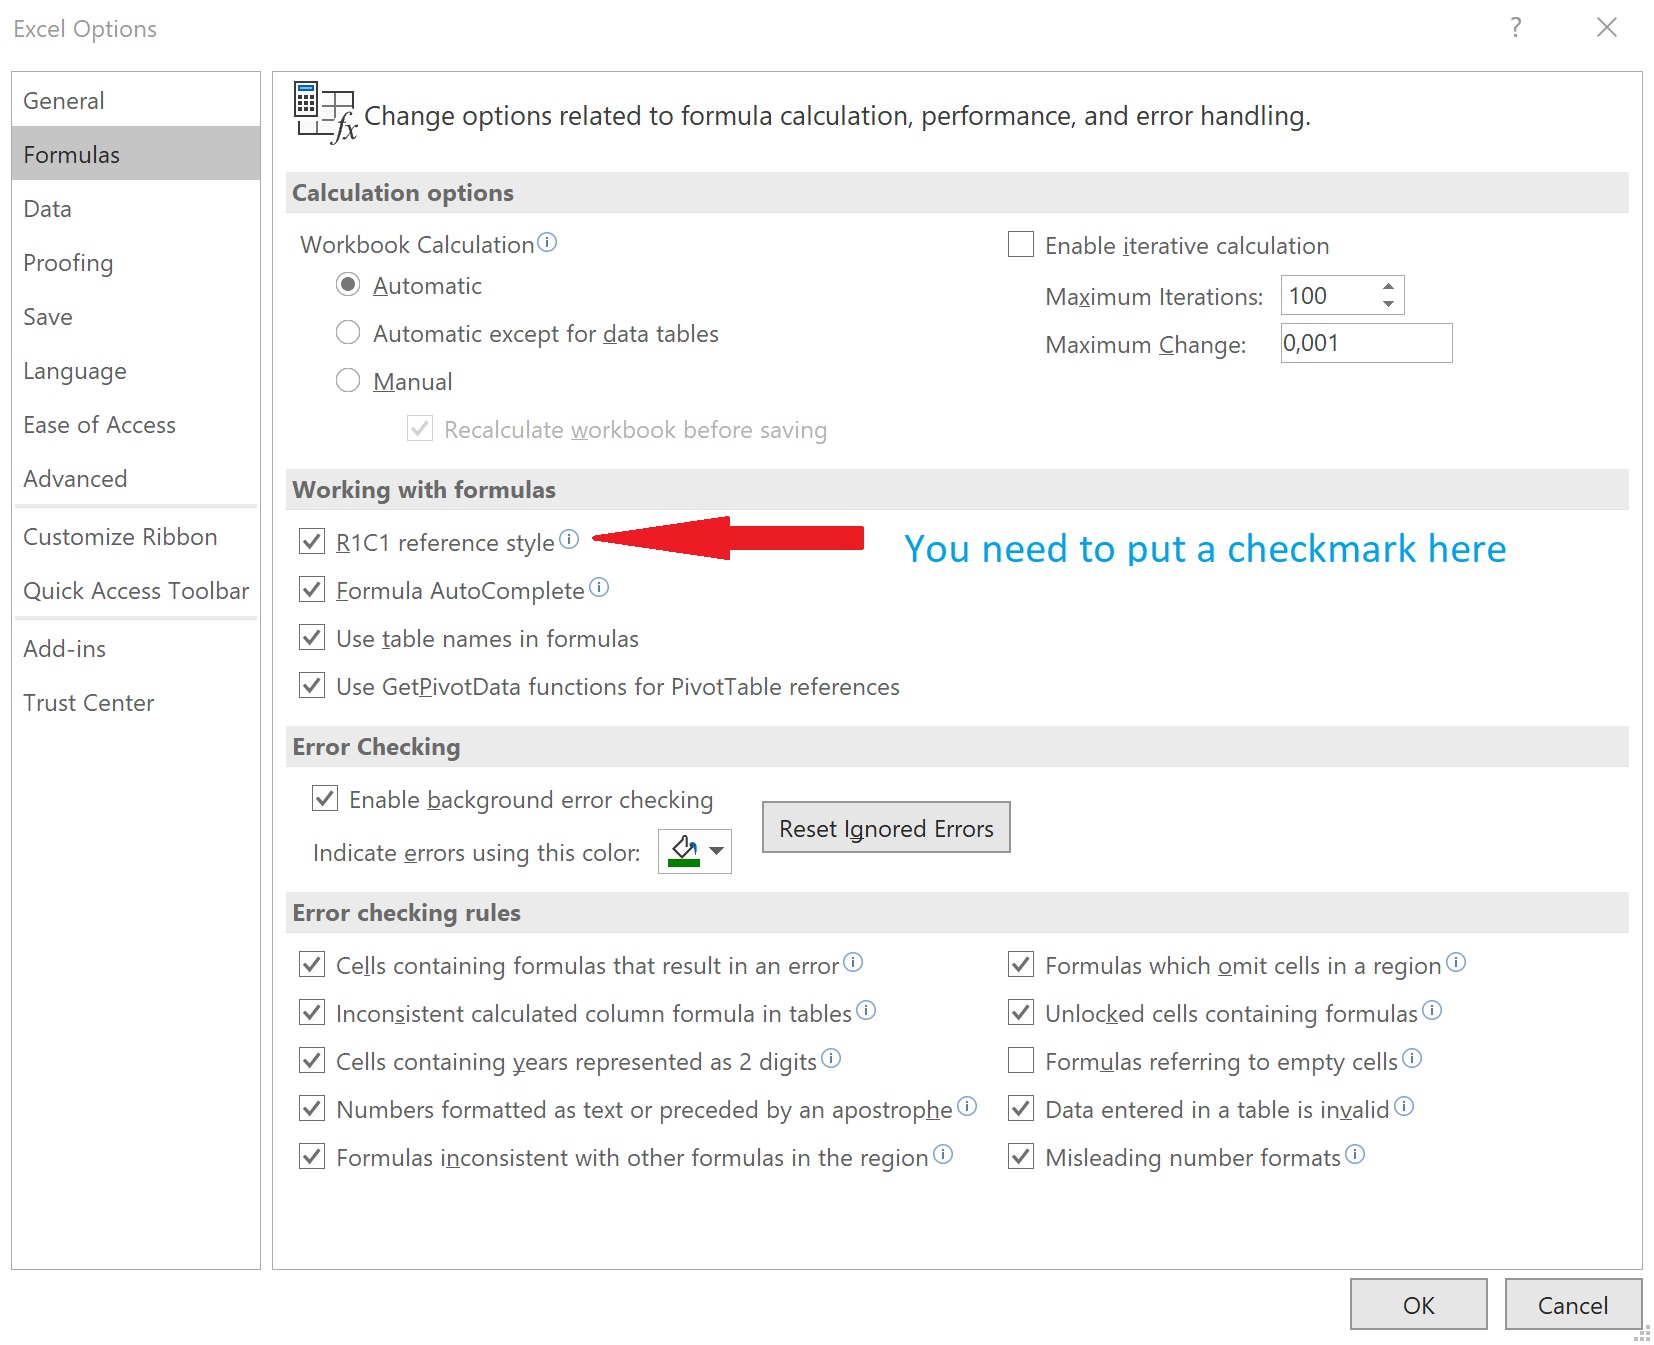 Excel Options
?
General
Formulas
Data
Proofing
Save
Language
Ease of Access
Advanced
Customize Ribbon
Quick Access Toolbar
Add-ins
Trust Center
fx Change options related to formula calculation, performance, and error handling.
Calculation options
Workbook Calculation
Automatic
Automatic except for data tables
Manual
Recalculate workbook before saving
Enable iterative calculation
Maximum Iterations: 100
Maximum Change: 0,001
Working with formulas
R1C1 reference style
You need to put a checkmark here
Formula AutoComplete
Use table names in formulas
Use GetPivotData functions for PivotTable references
Error Checking
Enable background error checking
Indicate errors using this color:
Reset Ignored Errors
Error checking rules
Cells containing formulas that result in an error
Inconsistent calculated column formula in tables
Cells containing years represented as 2 digits
Numbers formatted as text or preceded by an apostrophe
Formulas inconsistent with other formulas in the region
Formulas which omit cells in a region
Unlocked cells containing formulas
Formulas referring to empty cells
Data entered in a table is invalid
Misleading number formats
OK
Cancel